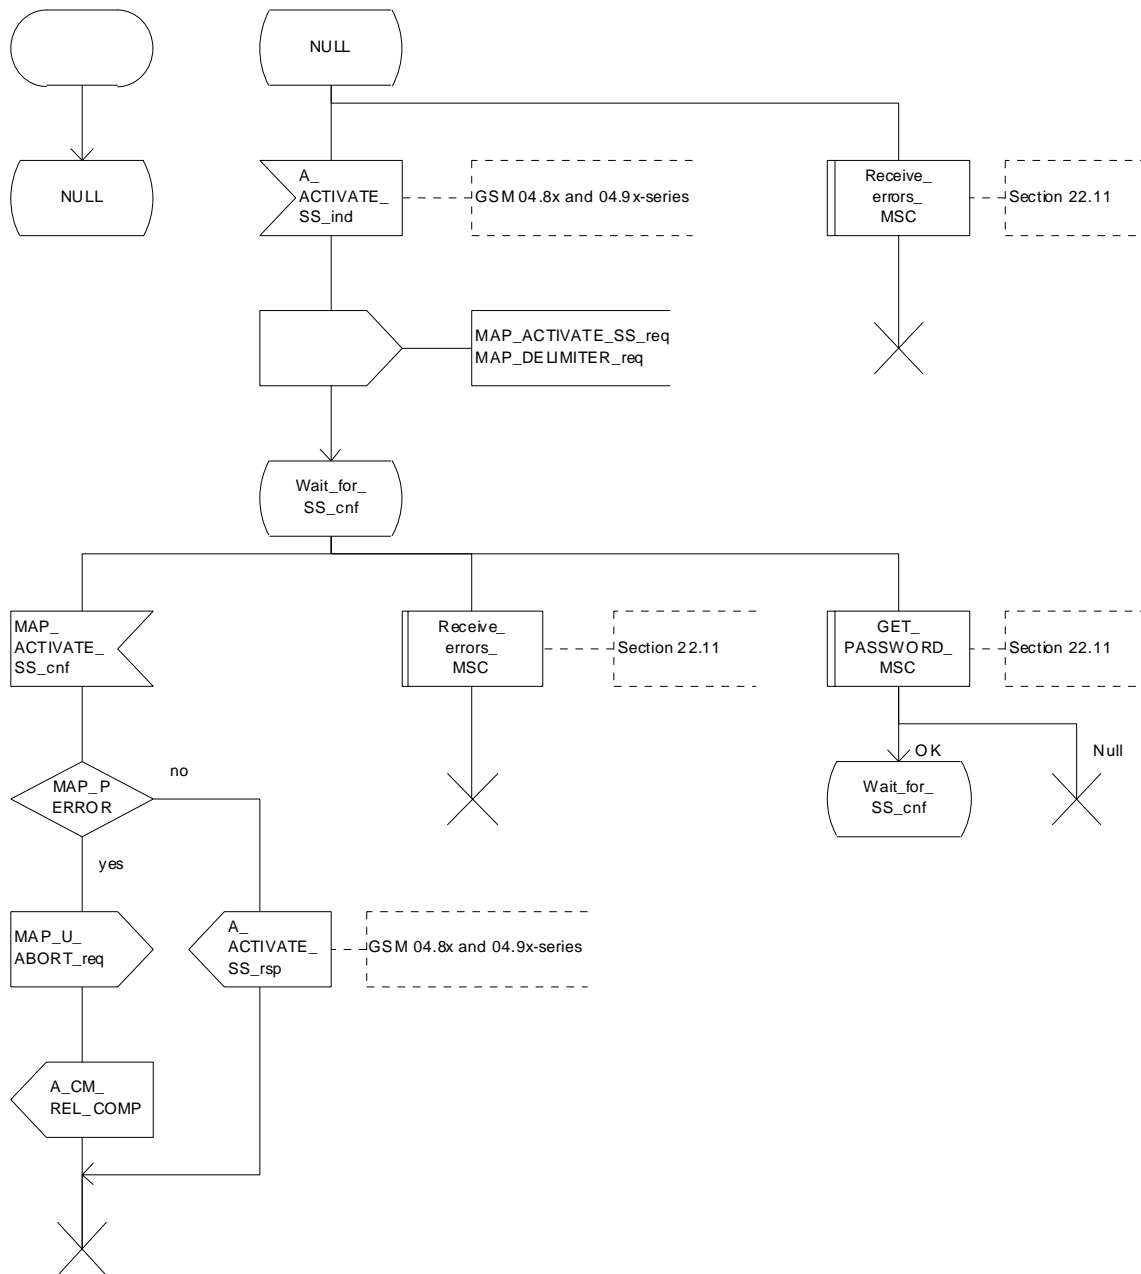 NULL
NULL
A_
ACTIVATE_
SS_ind
GSM 04.8x and 04.9x-series
Receive_
errors_
MSC
Section 22.11
MAP_ACTIVATE_SS_req
MAP_DELIMITER_req
Wait_for_
SS_cnf
MAP_
ACTIVATE_
SS_cnf
Receive_
errors_
MSC
Section 22.11
GET_
PASSWORD_
MSC
Section 22.11
OK
Null
Wait_for_
SS_cnf
MAP_P
ERROR
no
yes
MAP_U_
ABORT_req
A_
ACTIVATE_
SS_rsp
GSM 04.8x and 04.9x-series
A_CM_
REL_COMP